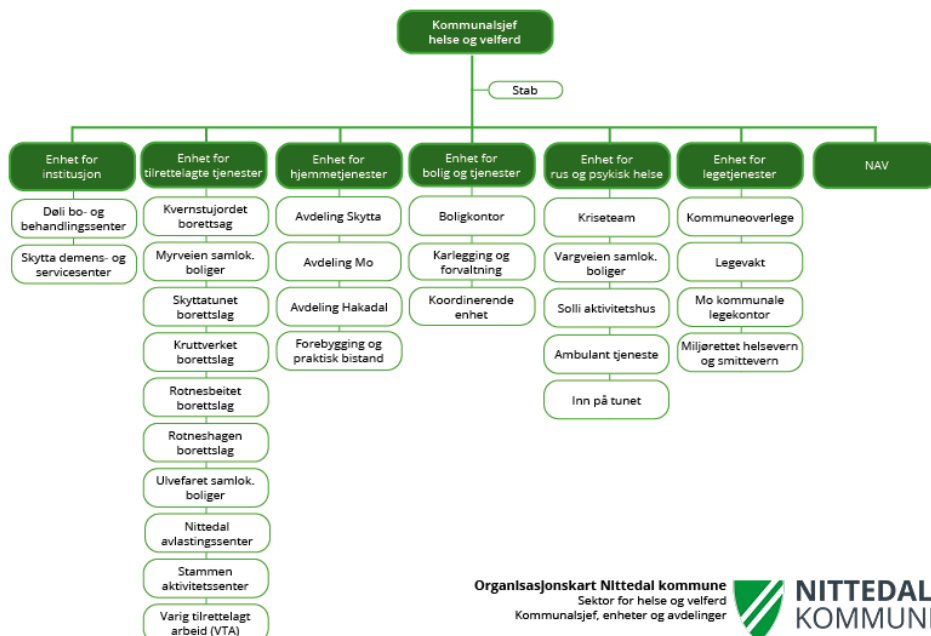 Kommunalsjef
helse og velferd
Stab
Enhet for
institusjon
Døli bo- og
behandlingssenter
Skytta demens- og
servicesenter
Enhet for
tilrettelagte tjenester
Kvernstujordet
borettsag
Myrveien samlok.
boliger
Skyttatunet
borettslag
Kruttverket
borettslag
Rotnesbeitet
borettslag
Rotneshagen
borettslag
Ulvefaret samlok.
boliger
Nittedal
avlastingssenter
Stammen
aktivitetssenter
Varig tilrettelagt
arbeid (VTA)
Enhet for
hjemmetjenester
Avdeling Skytta
Avdeling Mo
Avdeling Hakadal
Forebygging og
praktisk bistand
Enhet for
bolig og tjenester
Boligkontor
Karlegging og
forvaltning
Koordinerende
enhet
Enhet for
rus og psykisk helse
Kriseteam
Vargveien samlok.
boliger
Solli aktivitetshus
Ambulant tjeneste
Inn på tunet
Enhet for
legetjenester
Kommuneoverlege
Legevakt
Mo kommunale
legekontor
Miljørettet helsevern
og smittevern
NAV
Organisasjonskart Nittedal kommune
Sektor for helse og velferd
Kommunalsjef, enheter og avdelinger
NITTEDAL
KOMMUNE